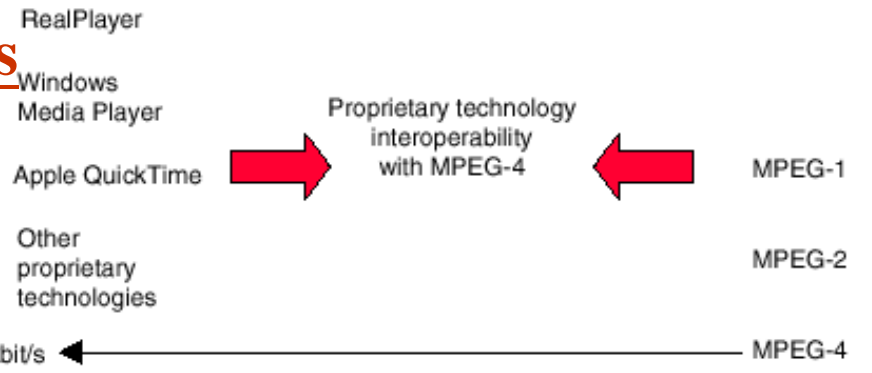 RealPlayer
s
Windows
Media Player
Apple QuickTime
Other
proprietary
technologies
bit/s
Proprietary technology
interoperability
with MPEG-4
MPEG-1
MPEG-2
MPEG-4